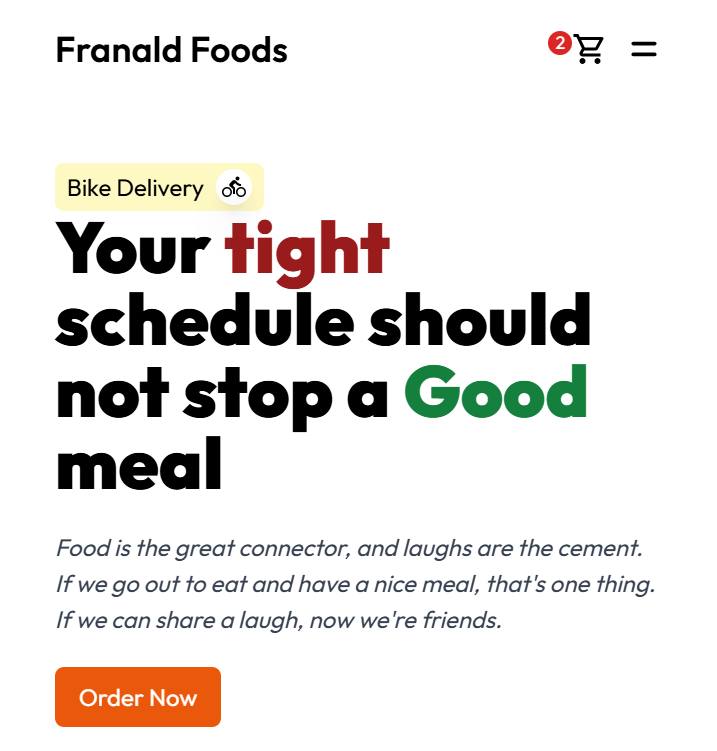 Franald Foods
2
Bike Delivery
Your tight
schedule should
not stop a Good
meal
Food is the great connector, and laughs are the cement.
If we go out to eat and have a nice meal, that's one thing.
If we can share a laugh, now we're friends.
Order Now